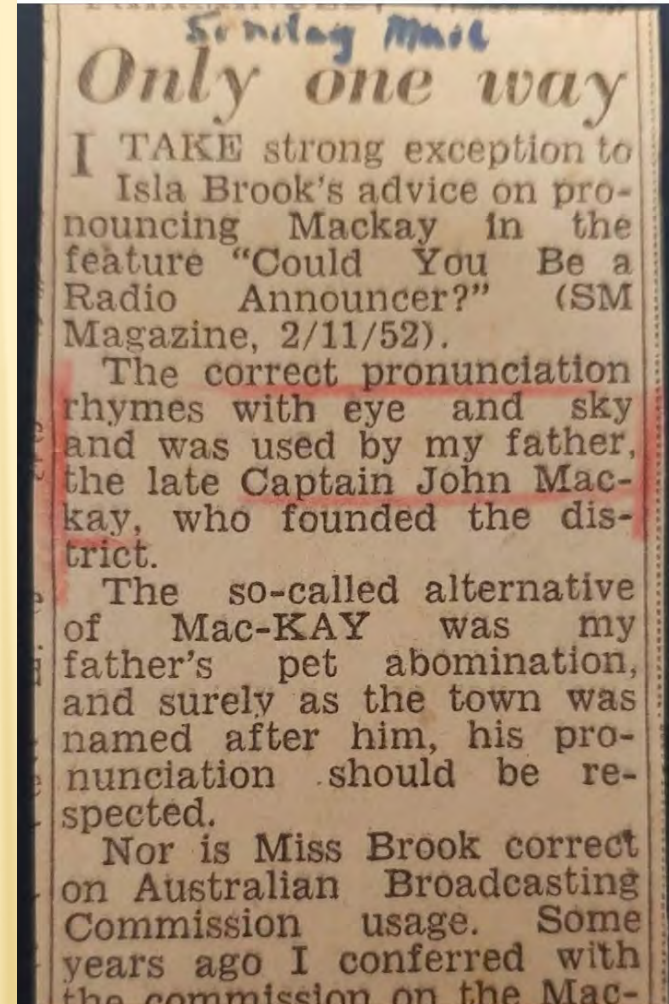 Sunday Mail
Only one way
I TAKE strong exception to
Isla Brook's advice on pro-
nouncing Mackay in the
feature "Could You Be a
Radio Announcer?" (SM
Magazine, 2/11/52).
The correct pronunciation
rhymes with eye and sky
and was used by my father,
the late Captain John Mac-
kay, who founded the dis-
trict.
The so-called alternative
of Mac-KAY was my
father's pet abomination,
and surely as the town was
named after him, his pro-
nunciation should be re-
spected.
Nor is Miss Brook correct
on Australian Broadcasting
Commission usage. Some
years ago I conferred with
the commission on the Mac-